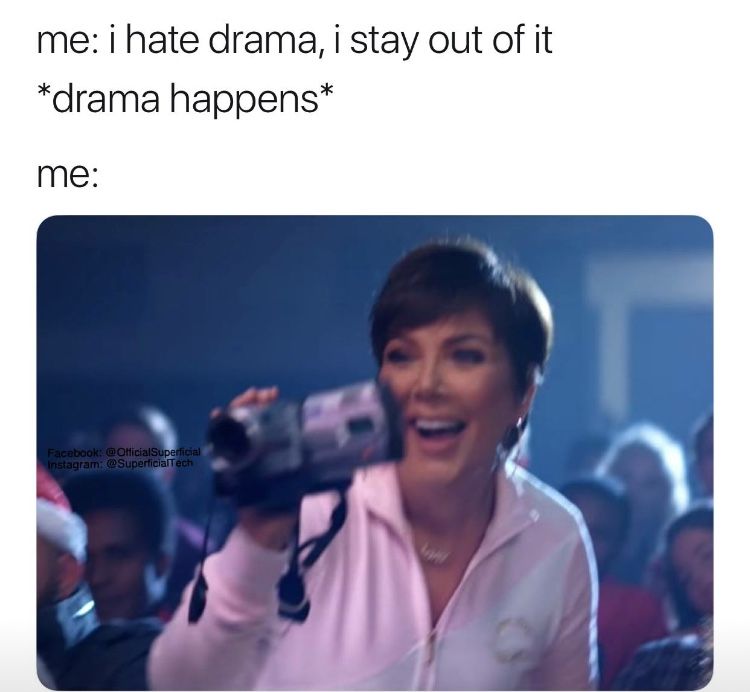 me: i hate drama, i stay out of it
*drama happens*
me:
Facebook: @OfficialSuperficial
Instagram: @SuperficialTech